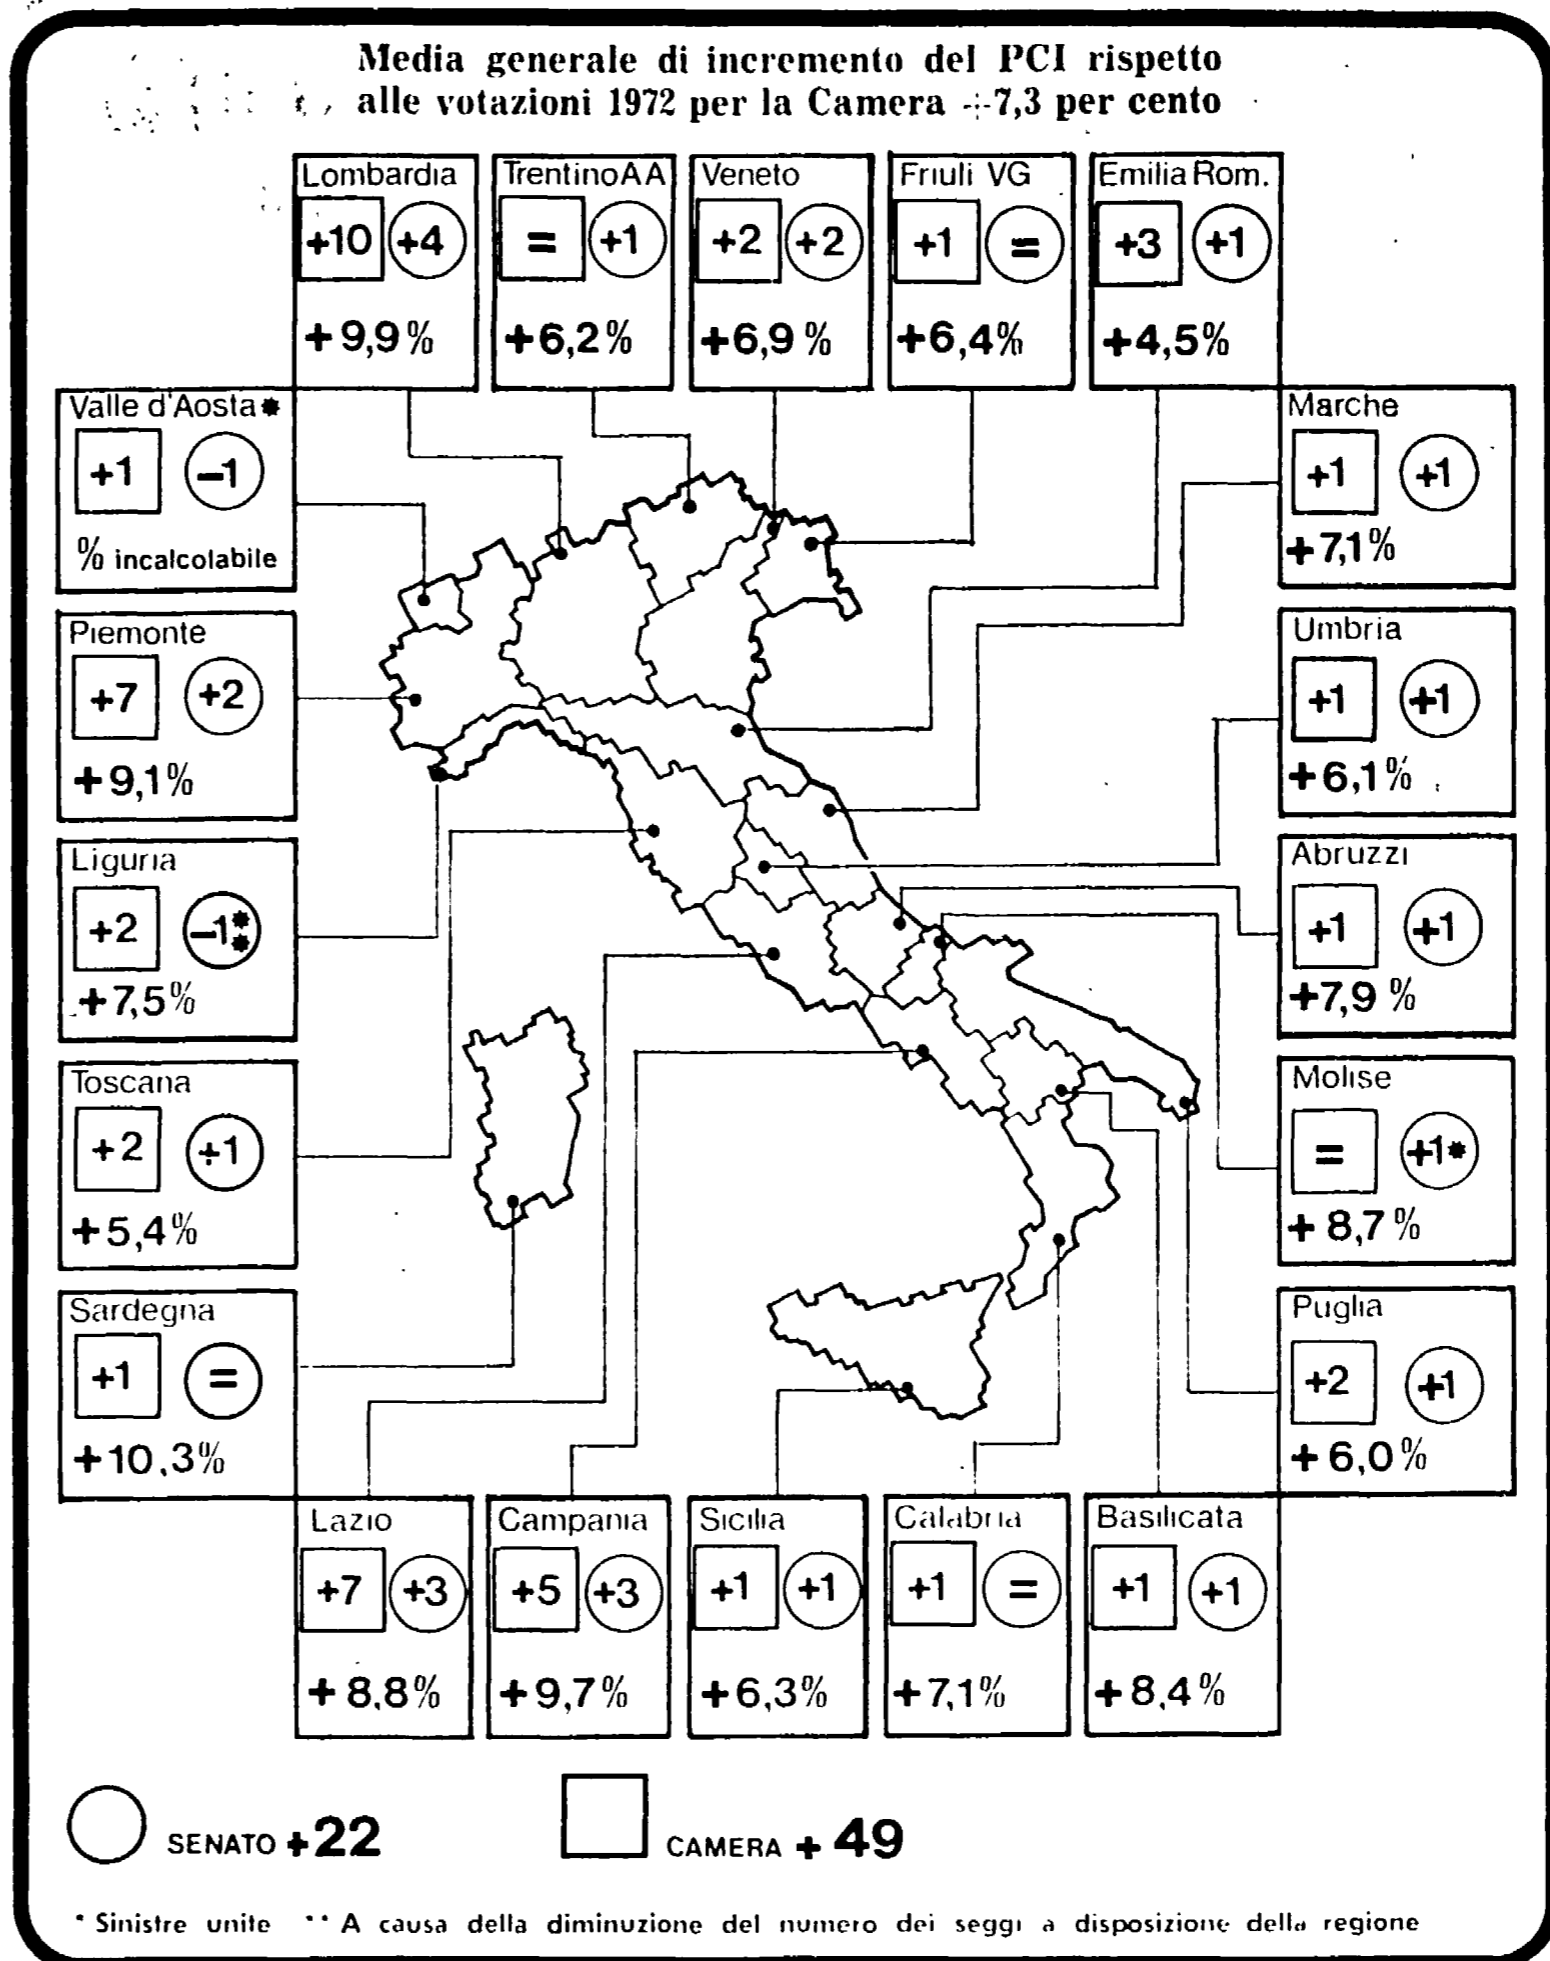 Media generale di incremento del PCI rispetto
alle votazioni 1972 per la Camera +7,3 per cento
Lombardia
+10 +4
+9,9%
Trentino AA
= +1
+6,2%
Veneto
+2 +2
+6,9%
Friuli VG
+1 =
+6,4%
Emilia Rom.
+3 +1
+4,5%
Valle d'Aosta*
+1 -1
% incalcolabile
Marche
+1 +1
+7,1%
Piemonte
+7 +2
+9,1%
Umbria
+1 +1
+6,1%
Liguria
+2 -1**
+7,5%
Abruzzi
+1 +1
+7,9%
Toscana
+2 +1
+5,4%
Molise
= +1*
+8,7%
Sardegna
+1 =
+10,3%
Puglia
+2 +1
+6,0%
Lazio
+7 +3
+8,8%
Campania
+5 +3
+9,7%
Sicilia
+1 +1
+6,3%
Calabria
+1 =
+7,1%
Basilicata
+1 +1
+8,4%
SENATO +22
CAMERA +49
* Sinistre unite ** A causa della diminuzione del numero dei seggi a disposizione della regione